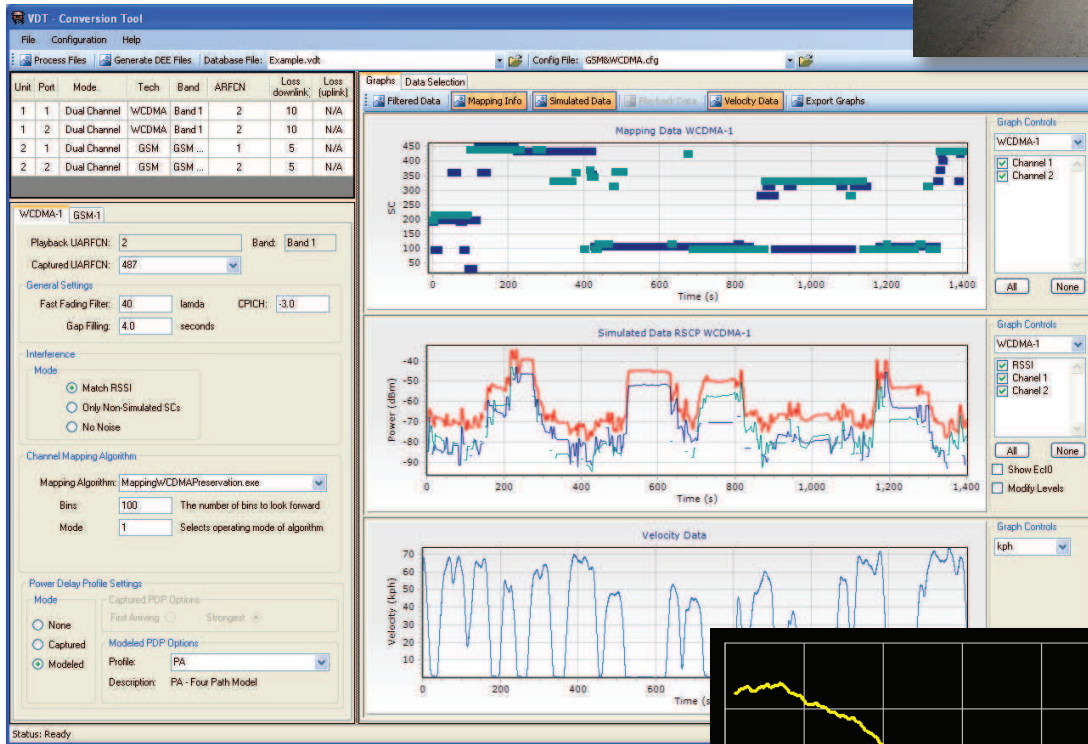 VDT - Conversion Tool
File Configuration Help
Process Files Generate DEE Files Database File: Example.vdt Config File: GSM&WCDMA.cfg
Unit Port Mode Tech Band ARFCN Loss downlink Loss (uplink)
1 1 Dual Channel WCDMA Band 1 2 10 N/A
1 2 Dual Channel WCDMA Band 1 2 10 N/A
2 1 Dual Channel GSM GSM ... 1 5 N/A
2 2 Dual Channel GSM GSM ... 2 5 N/A
WCDMA-1 GSM-1
Playback UARFCN: 2 Band: Band 1
Captured UARFCN: 487
General Settings
Fast Fading Filter: 40 lamda CPICH: -3.0
Gap Filling: 4.0 seconds
Interference
Mode
Match RSSI
Only Non-Simulated SCs
No Noise
Channel Mapping Algorithm
Mapping Algorithm: MappingWCDMAPreservation.exe
Bins 100 The number of bins to look forward
Mode 1 Selects operating mode of algorithm
Power Delay Profile Settings
Mode
None
Captured
Modeled
Captured PDP Options
First Arriving Strongest
Modeled PDP Options
Profile: PA
Description: PA - Four Path Model
Status: Ready
Graphs Data Selection
Filtered Data Mapping Info Simulated Data Playback Data Velocity Data Export Graphs
Mapping Data WCDMA-1
SC
450
400
350
300
250
200
150
100
50
0 200 400 600 800 1,000 1,200 1,400
Time (s)
Graph Controls
WCDMA-1
Channel 1
Channel 2
All None
Simulated Data RSCP WCDMA-1
Power (dBm)
-40
-50
-60
-70
-80
-90
0 200 400 600 800 1,000 1,200 1,400
Time (s)
Graph Controls
WCDMA-1
RSSI
Chanel 1
Chanel 2
All None
Show EcI0
Modify Levels
Velocity Data
Velocity (kph)
70
60
50
40
30
20
10
0 200 400 600
Time (s
Graph Controls
kph